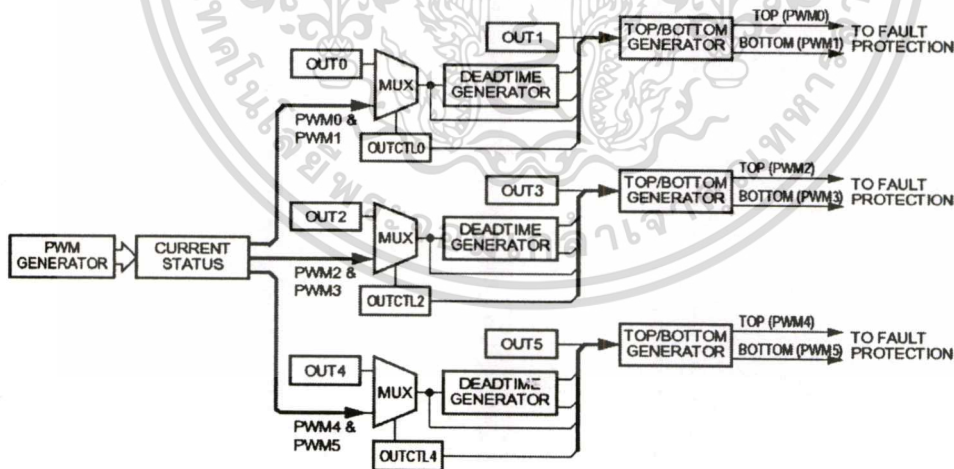 OUT1
TOP/BOTTOM
GENERATOR
TOP (PWM0)
BOTTOM (PWM1)
TO FAULT
PROTECTION
OUT0
MUX
DEADTIME
GENERATOR
PWM0 &
PWM1
OUTCTL0
OUT3
TOP/BOTTOM
GENERATOR
TOP (PWM2)
BOTTOM (PWM3)
TO FAULT
PROTECTION
OUT2
MUX
DEADTIME
GENERATOR
PWM
GENERATOR
CURRENT
STATUS
PWM2 &
PWM3
OUTCTL2
OUT5
TOP/BOTTOM
GENERATOR
TOP (PWM4)
BOTTOM (PWM5)
TO FAULT
PROTECTION
OUT4
MUX
DEADTIME
GENERATOR
PWM4 &
PWM5
OUTCTL4